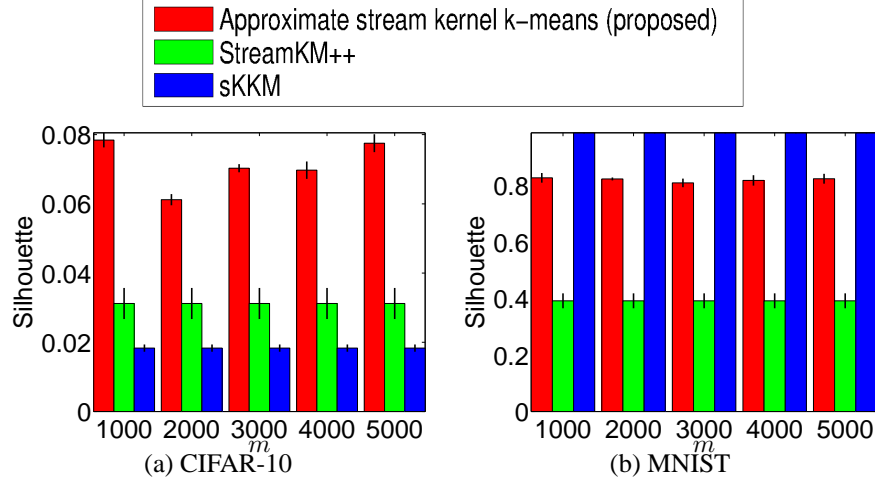 Approximate stream kernel k−means (proposed)
StreamKM++
sKKM
0.08
0.06
0.04
0.02
0
Silhouette
1000 2000 3000 4000 5000
m
(a) CIFAR-10
0.8
0.6
0.4
0.2
0
Silhouette
1000 2000 3000 4000 5000
m
(b) MNIST